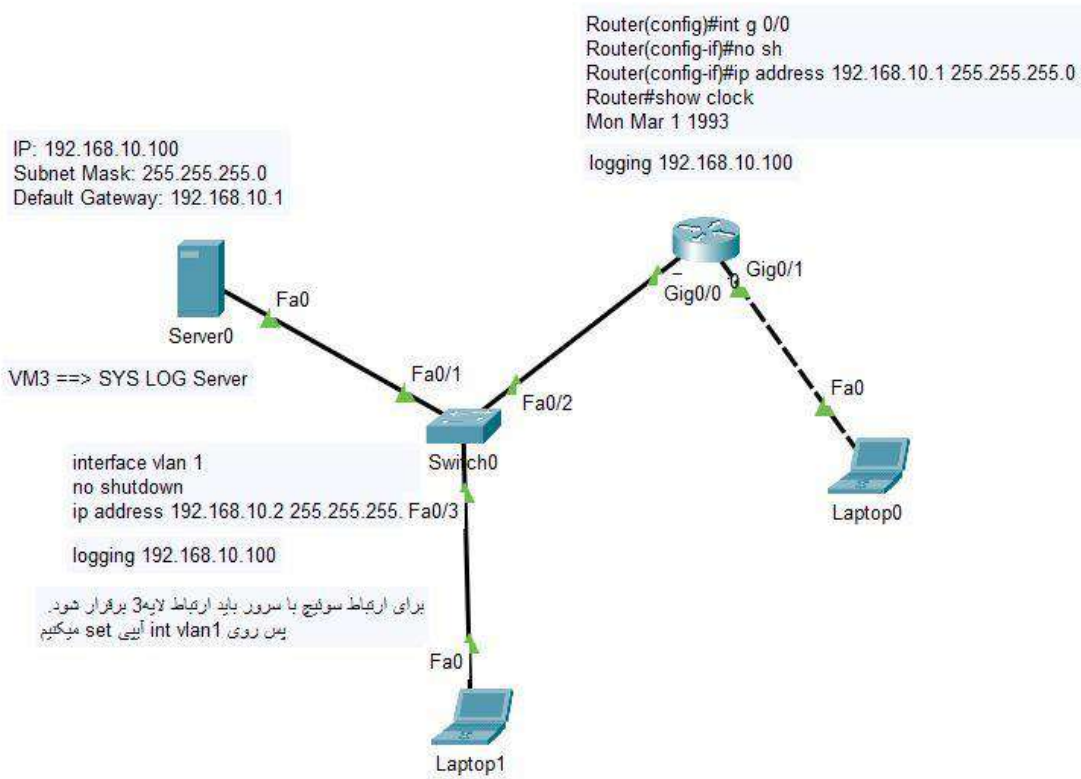 Router(config)#int g 0/0
Router(config-if)#no sh
Router(config-if)#ip address 192.168.10.1 255.255.255.0
Router#show clock
Mon Mar 1 1993
logging 192.168.10.100
IP: 192.168.10.100
Subnet Mask: 255.255.255.0
Default Gateway: 192.168.10.1
Gig0/1
Gig0/0
Fa0
Server0
VM3 ==> SYS LOG Server
Fa0/1
Fa0/2
Fa0
Switch0
Laptop0
interface vlan 1
no shutdown
ip address 192.168.10.2 255.255.255. Fa0/3
logging 192.168.10.100
برای ارتباط سوئیچ با سرور باید ارتباط لایه3 برقرار شود.
پس روی int vlan1 آیپی set میکنیم
Fa0
Laptop1